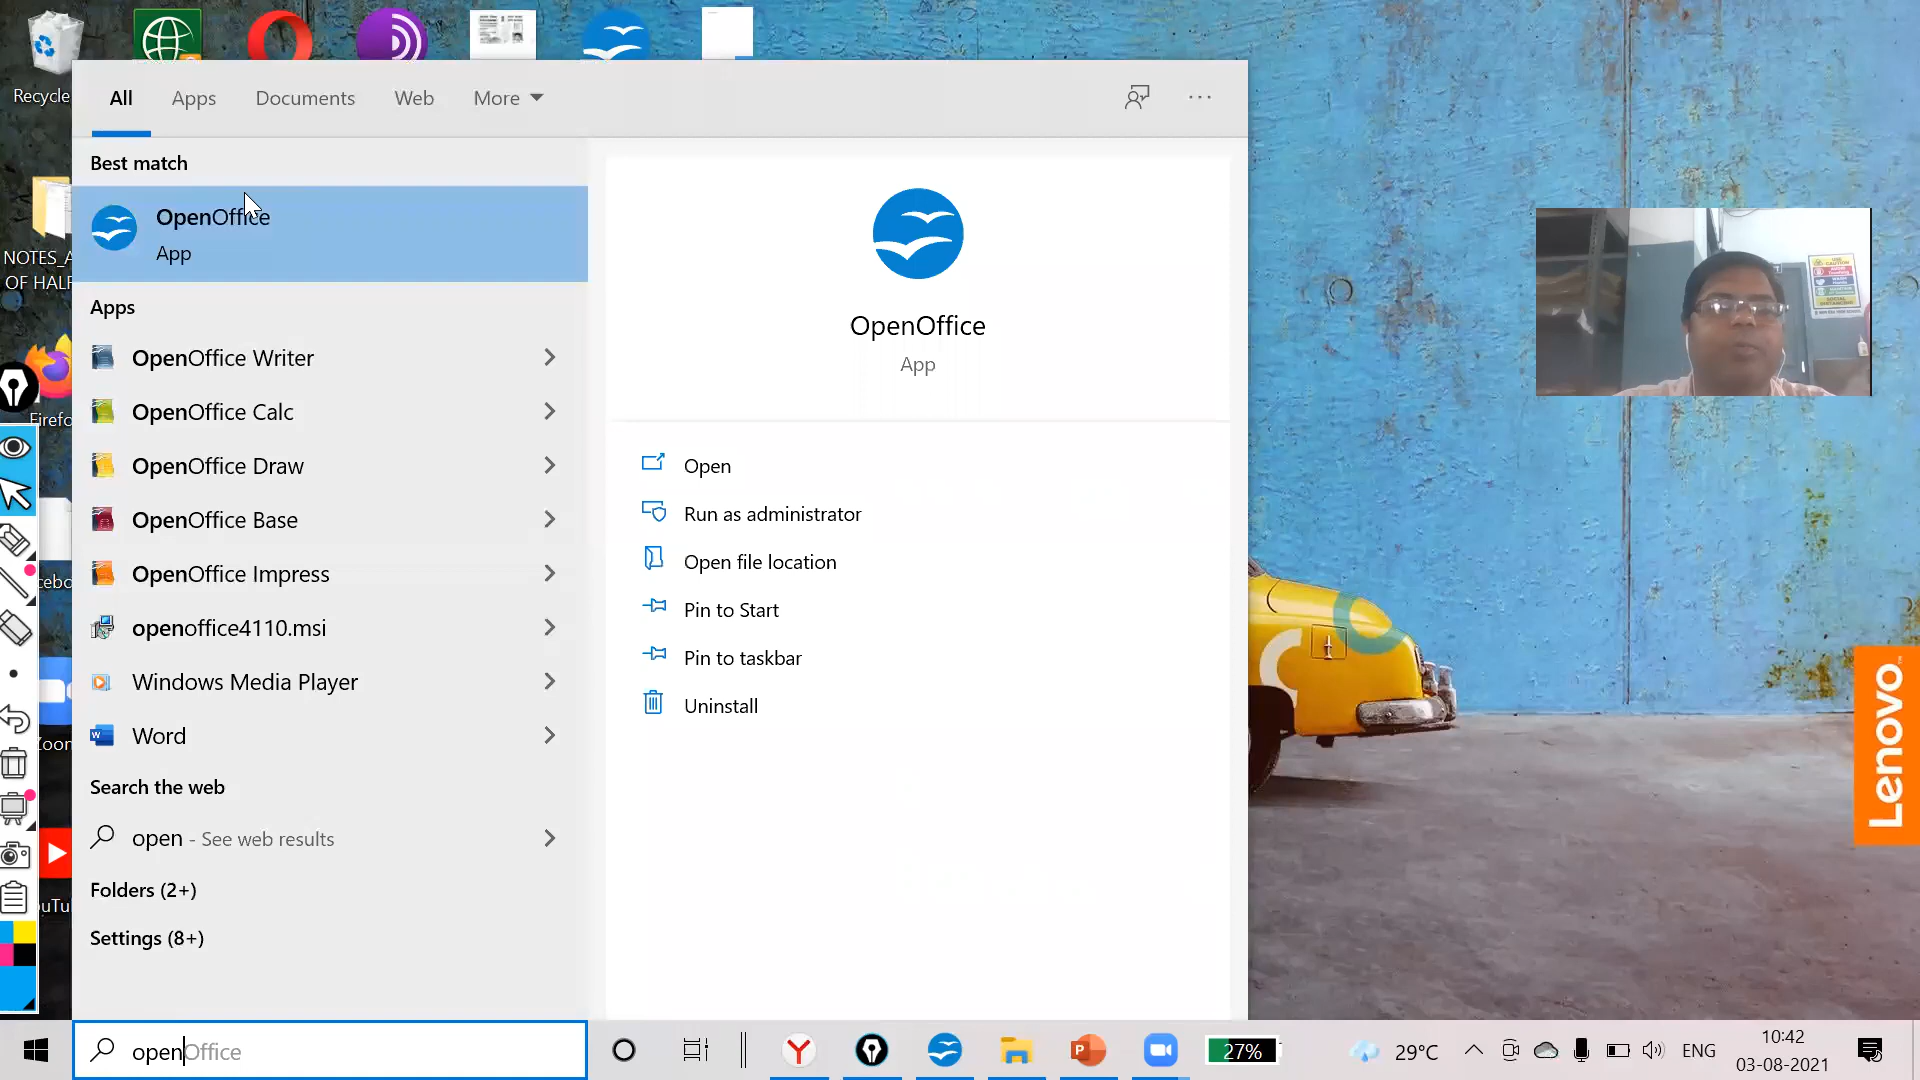 Recycle
All Apps Documents Web More
Best match
OpenOffice
App
Apps
OpenOffice Writer
OpenOffice Calc
OpenOffice Draw
OpenOffice Base
OpenOffice Impress
openoffice4110.msi
Windows Media Player
Word
Search the web
open - See web results
Folders (2+)
Settings (8+)
openOffice
OpenOffice
App
Open
Run as administrator
Open file location
Pin to Start
Pin to taskbar
Uninstall
NOTES_A
OF HALF
Firefo
cebo
Zoom
ouTu
Lenovo
27%
29°C
ENG
10:42
03-08-2021